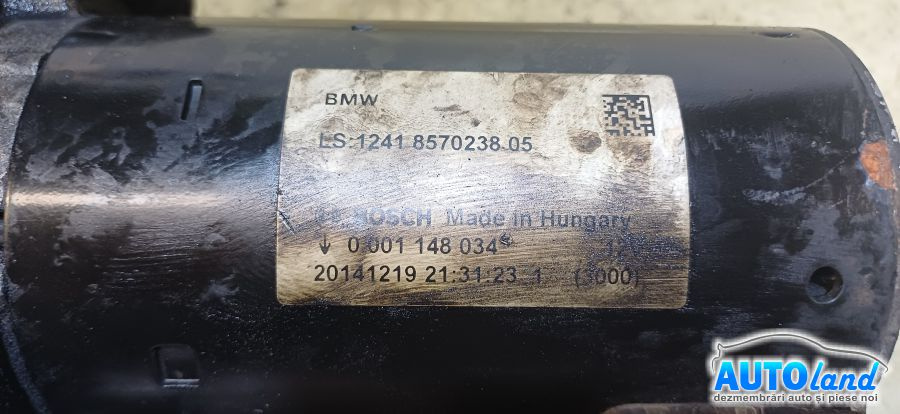 BMW
LS:1241 8570238.05
BOSCH Made in Hungary
0 001 148 034
20141219 21:31:23 1 (3000)
AUTOland
dezmembrări auto și piese noi